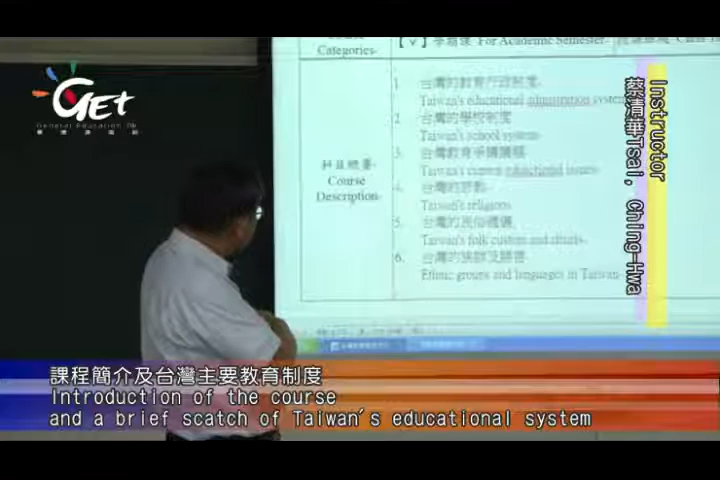 Categories
【v】學期課 For Academic Semester
GEt
General Education TW
科目概要
Course
Description
1. 台灣的教育行政制度
Taiwan's educational administration system
2. 台灣的學校制度
Taiwan's school system
3. 台灣教育爭議議題
Taiwan's current educational issues
4. 台灣的宗教
Taiwan's religions
5. 台灣的民俗禮儀
Taiwan's folk custom and
6. 台灣的族群及語言
Ethnic groups and languages in Taiwan
Instructor
蔡清華Tsai, Ching-Hwa
課程簡介及台灣主要教育制度
Introduction of the course
and a brief scatch of Taiwan's educational system